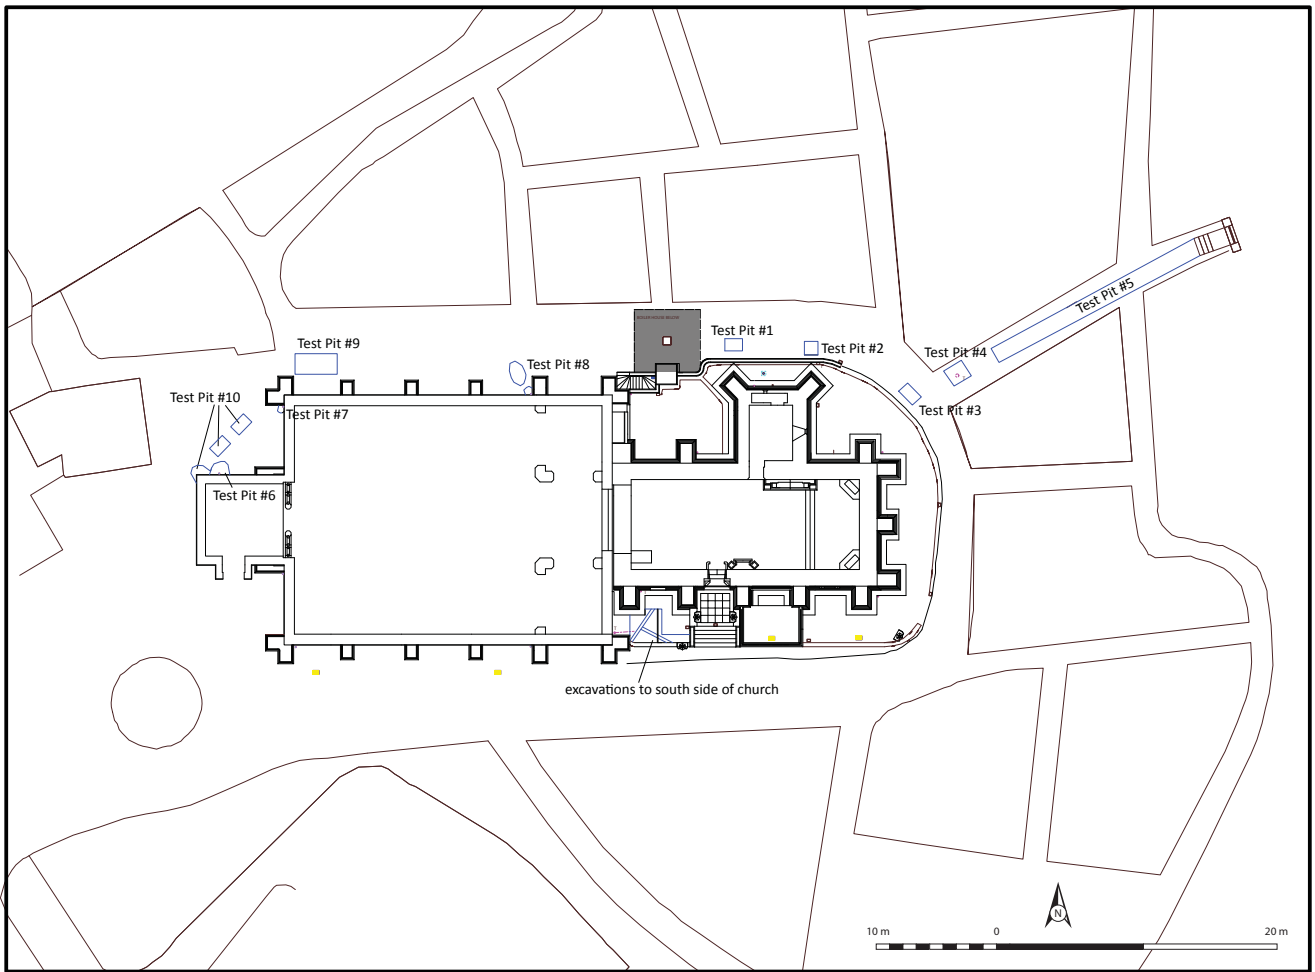 Test Pit #5
Test Pit #1
Test Pit #9
Test Pit #2
Test Pit #4
Test Pit #8
Test Pit #10
Test Pit #7
Test Pit #3
Test Pit #6
excavations to south side of church
N
10 m
0
20 m